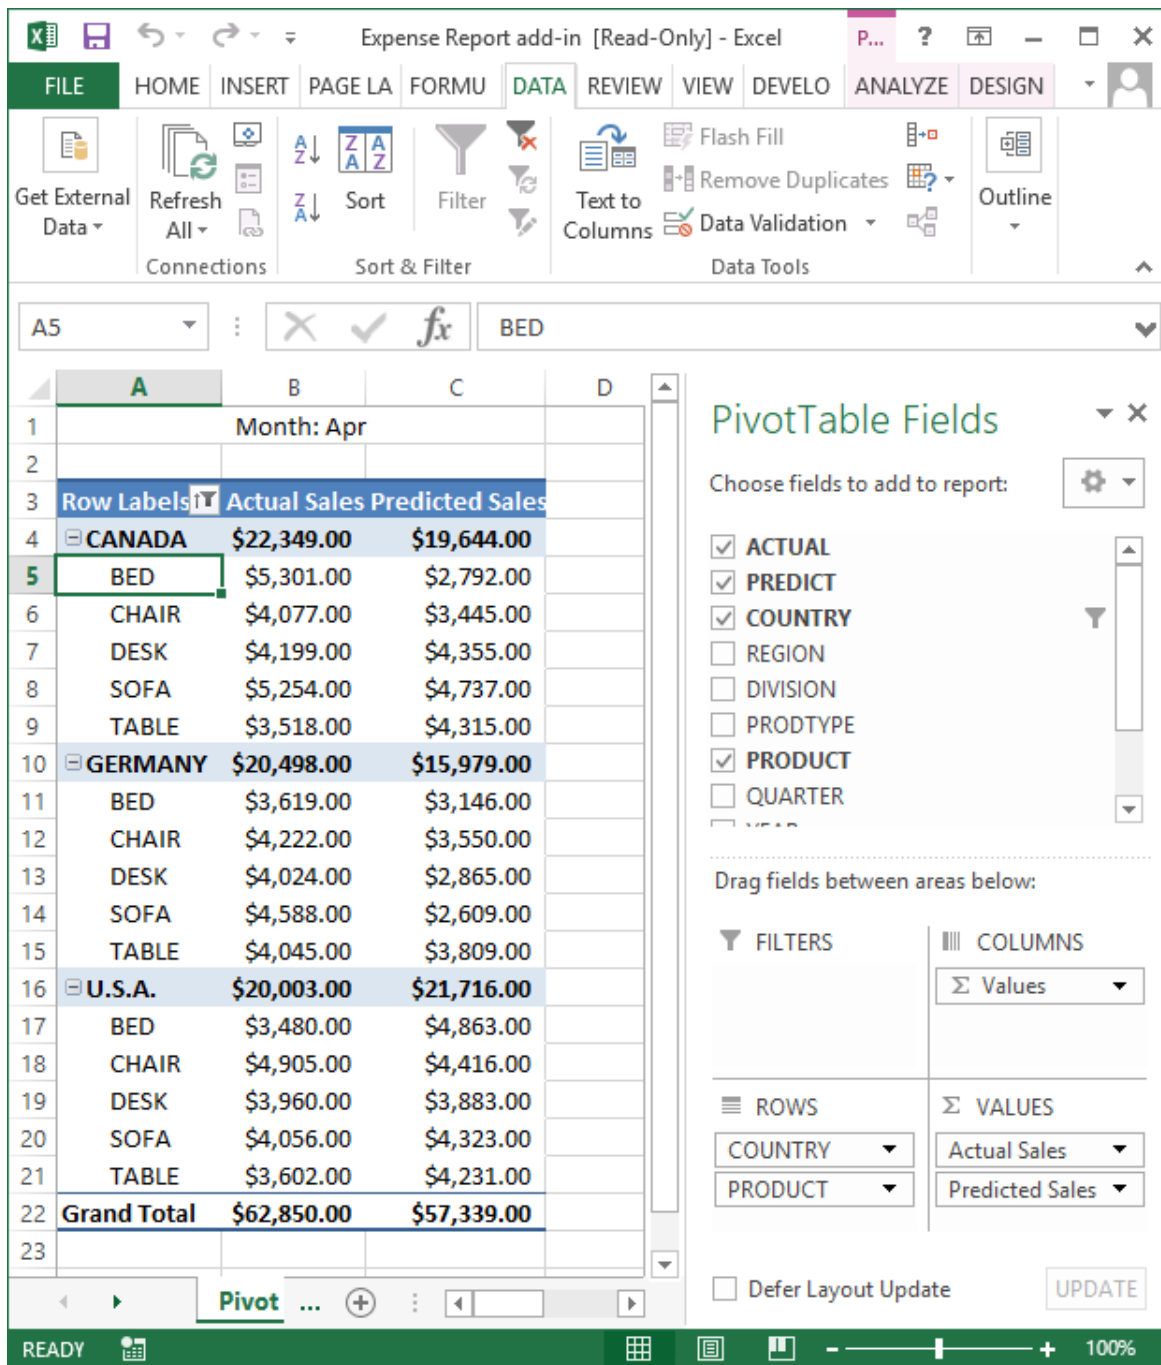 Expense Report add-in [Read-Only] - Excel P... ?
FILE HOME INSERT PAGE LA FORMU DATA REVIEW VIEW DEVELO ANALYZE DESIGN
Get External Data
Refresh All
Connections
Sort
Filter
Sort & Filter
Text to Columns
Flash Fill
Remove Duplicates
Data Validation
Data Tools
Outline
A5 fx BED
A B C D
1 Month: Apr
2
3 Row Labels Actual Sales Predicted Sales
4 CANADA $22,349.00 $19,644.00
5 BED $5,301.00 $2,792.00
6 CHAIR $4,077.00 $3,445.00
7 DESK $4,199.00 $4,355.00
8 SOFA $5,254.00 $4,737.00
9 TABLE $3,518.00 $4,315.00
10 GERMANY $20,498.00 $15,979.00
11 BED $3,619.00 $3,146.00
12 CHAIR $4,222.00 $3,550.00
13 DESK $4,024.00 $2,865.00
14 SOFA $4,588.00 $2,609.00
15 TABLE $4,045.00 $3,809.00
16 U.S.A. $20,003.00 $21,716.00
17 BED $3,480.00 $4,863.00
18 CHAIR $4,905.00 $4,416.00
19 DESK $3,960.00 $3,883.00
20 SOFA $4,056.00 $4,323.00
21 TABLE $3,602.00 $4,231.00
22 Grand Total $62,850.00 $57,339.00
23
Pivot ...
PivotTable Fields
Choose fields to add to report:
ACTUAL
PREDICT
COUNTRY
REGION
DIVISION
PRODTYPE
PRODUCT
QUARTER
Drag fields between areas below:
FILTERS
COLUMNS
Σ Values
ROWS
COUNTRY
PRODUCT
Σ VALUES
Actual Sales
Predicted Sales
Defer Layout Update UPDATE
READY 100%